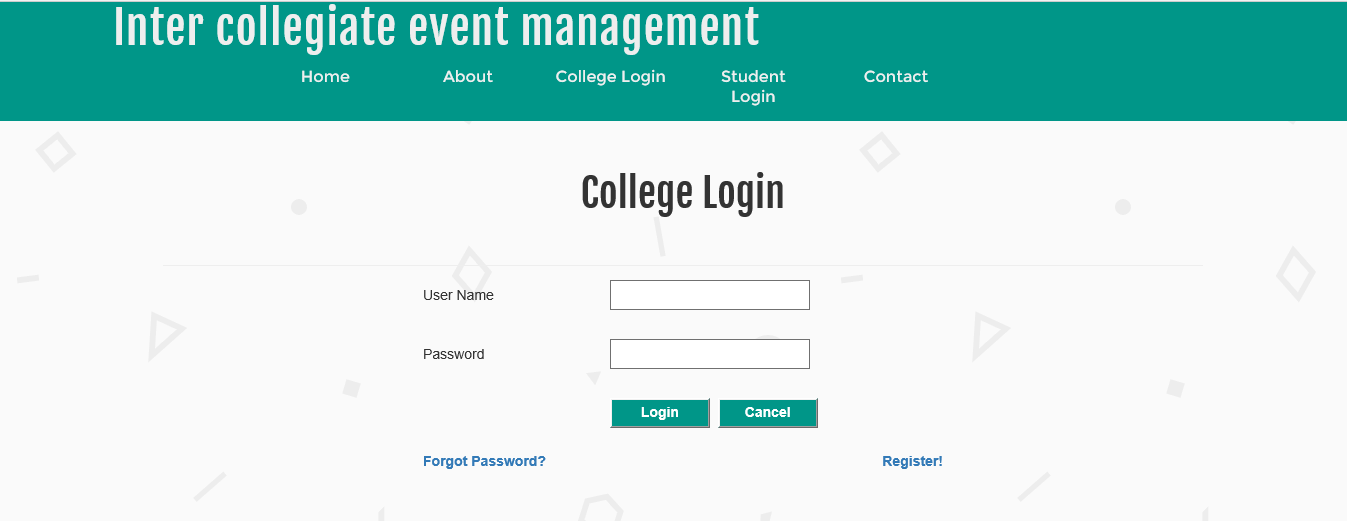 Inter collegiate event management
Home About College Login Student Login Contact
College Login
User Name
Password
Login Cancel
Forgot Password? Register!